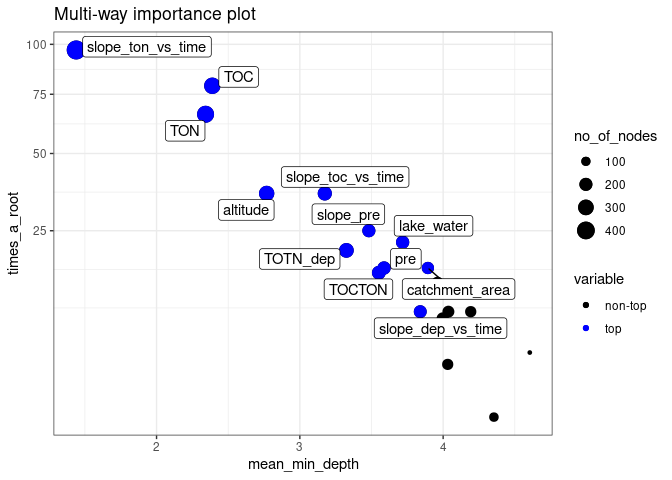 Multi-way importance plot
times_a_root
100
75
50
25
slope_ton_vs_time
TOC
TON
slope_toc_vs_time
altitude
slope_pre
lake_water
TOTN_dep
pre
TOCTON
catchment_area
slope_dep_vs_time
2 3 4
mean_min_depth
no_of_nodes
100
200
300
400
variable
non-top
top